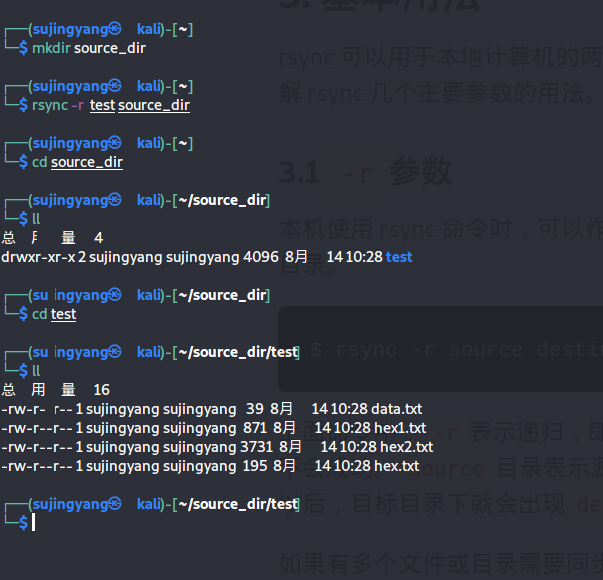 3. 基本用法
┌──(sujingyang㉿ kali)-[~]
└─$ mkdir source_dir
rsync 可以用于本地计算机的两
┌──(sujingyang㉿ kali)-[~]
└─$ rsync -r test source_dir
解 rsync 几个主要参数的用法。
┌──(sujingyang㉿ kali)-[~]
└─$ cd source_dir
3.1 -r 参数
┌──(sujingyang㉿ kali)-[~/source_dir]
└─$ ll
本机使用 rsync 命令时，可以作
总 用 量 4
drwxr-xr-x 2 sujingyang sujingyang 4096 8月 14 10:28 test
目录。
┌──(sujingyang㉿ kali)-[~/source_dir]
└─$ cd test
┌──(sujingyang㉿ kali)-[~/source_dir/test]
└─$ ll
$ rsync -r source destin
总 用 量 16
-rw-r--r-- 1 sujingyang sujingyang 39 8月 14 10:28 data.txt
-rw-r--r-- 1 sujingyang sujingyang 871 8月 14 10:28 hex1.txt
-r 表示递归，
-rw-r--r-- 1 sujingyang sujingyang 3731 8月 14 10:28 hex2.txt
-rw-r--r-- 1 sujingyang sujingyang 195 8月 14 10:28 hex.txt
source 目录表示源
┌──(sujingyang㉿ kali)-[~/source_dir/test]
└─$
后，目标目录下就会出现 de
如果有多个文件或目录需要同步